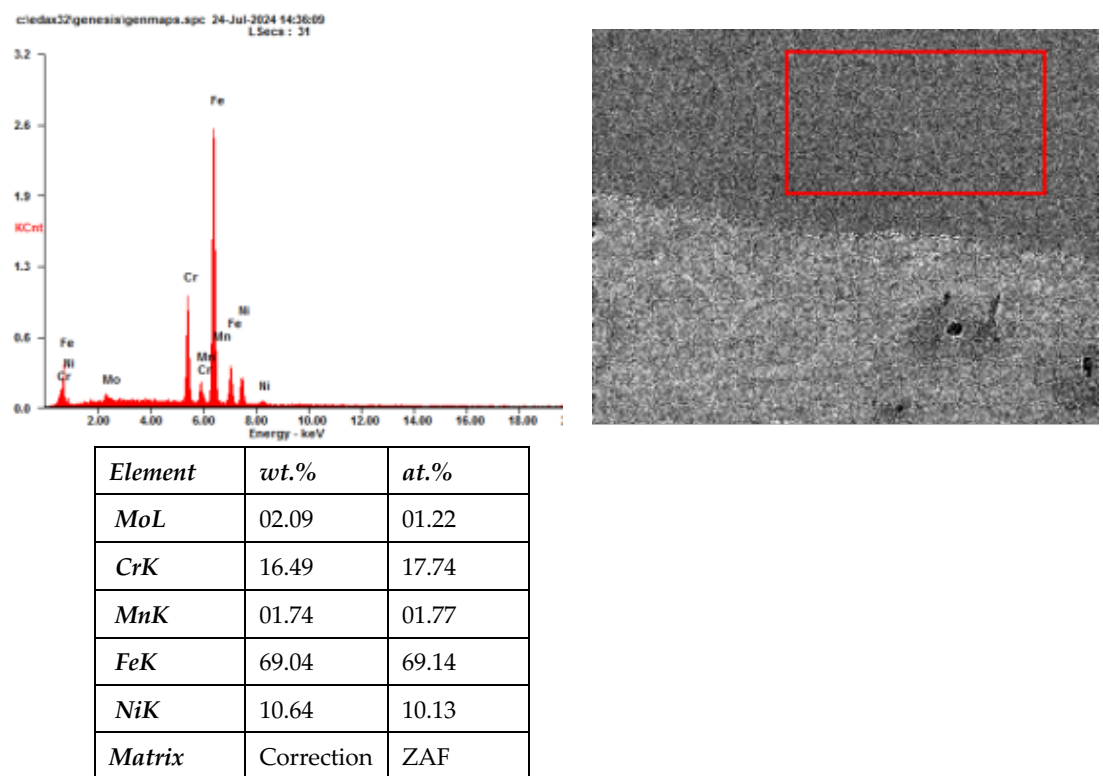 c:\edax32\genesis\genmaps.spc 24-Jul-2024 14:36:09
LSecs : 31
3.2
2.6
1.9
KCnt
1.3
0.6
0.0
Fe
Cr
Ni
Fe
Mn
Mn
Cr
Fe
Ni
Cr
Mo
Ni
2.00 4.00 6.00 8.00 10.00 12.00 14.00 16.00 18.00
Energy - keV
Element wt.% at.%
MoL 02.09 01.22
CrK 16.49 17.74
MnK 01.74 01.77
FeK 69.04 69.14
NiK 10.64 10.13
Matrix Correction ZAF